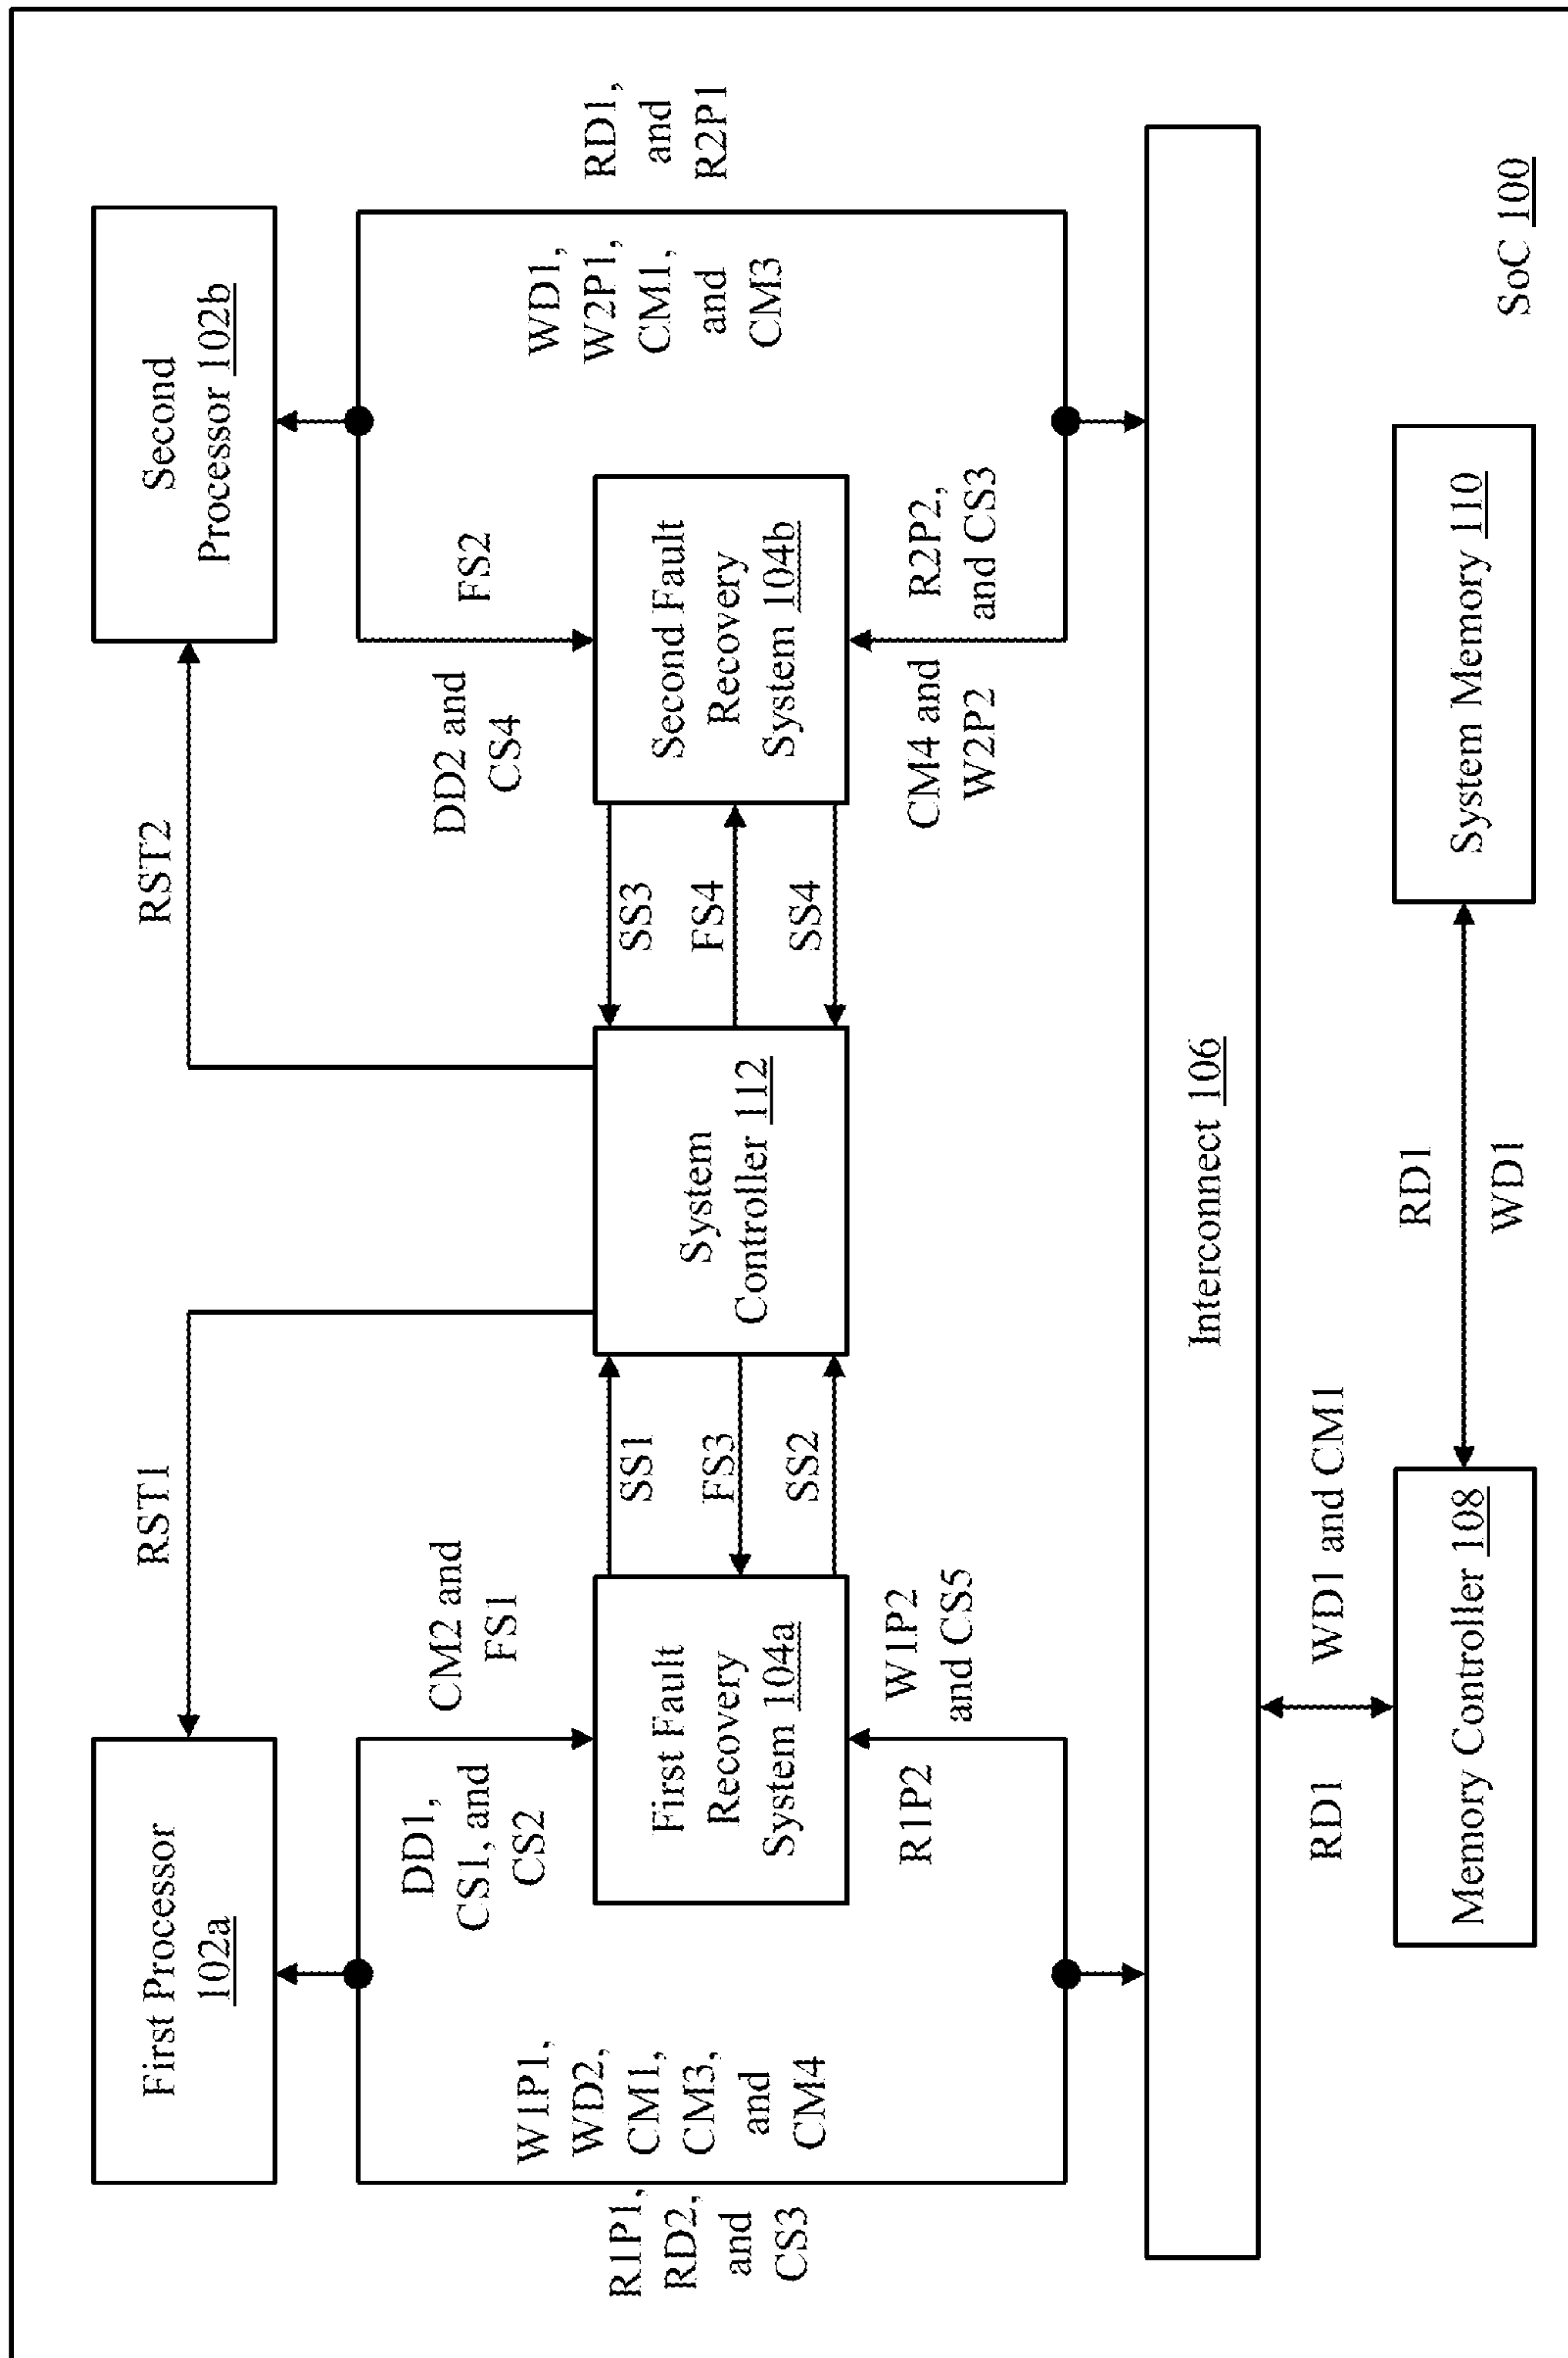 First Processor
102a
RST1
RST2
Second
Processor 102b
CM2 and
FS1
DD1,
CS1, and
CS2
FS2
DD2 and
CS4
W1P1,
WD2,
CM1,
CM3,
and
CM4
R1P1,
RD2,
and
CS3
First Fault
Recovery
System 104a
SS1
FS3
SS2
System
Controller 112
SS3
FS4
SS4
Second Fault
Recovery
System 104b
WD1,
W2P1,
CM1,
and
CM3
RD1,
and
R2P1
R1P2
W1P2
and CS5
CM4 and
W2P2
R2P2,
and CS3
Interconnect 106
RD1
WD1 and CM1
Memory Controller 108
RD1
WD1
System Memory 110
SoC 100